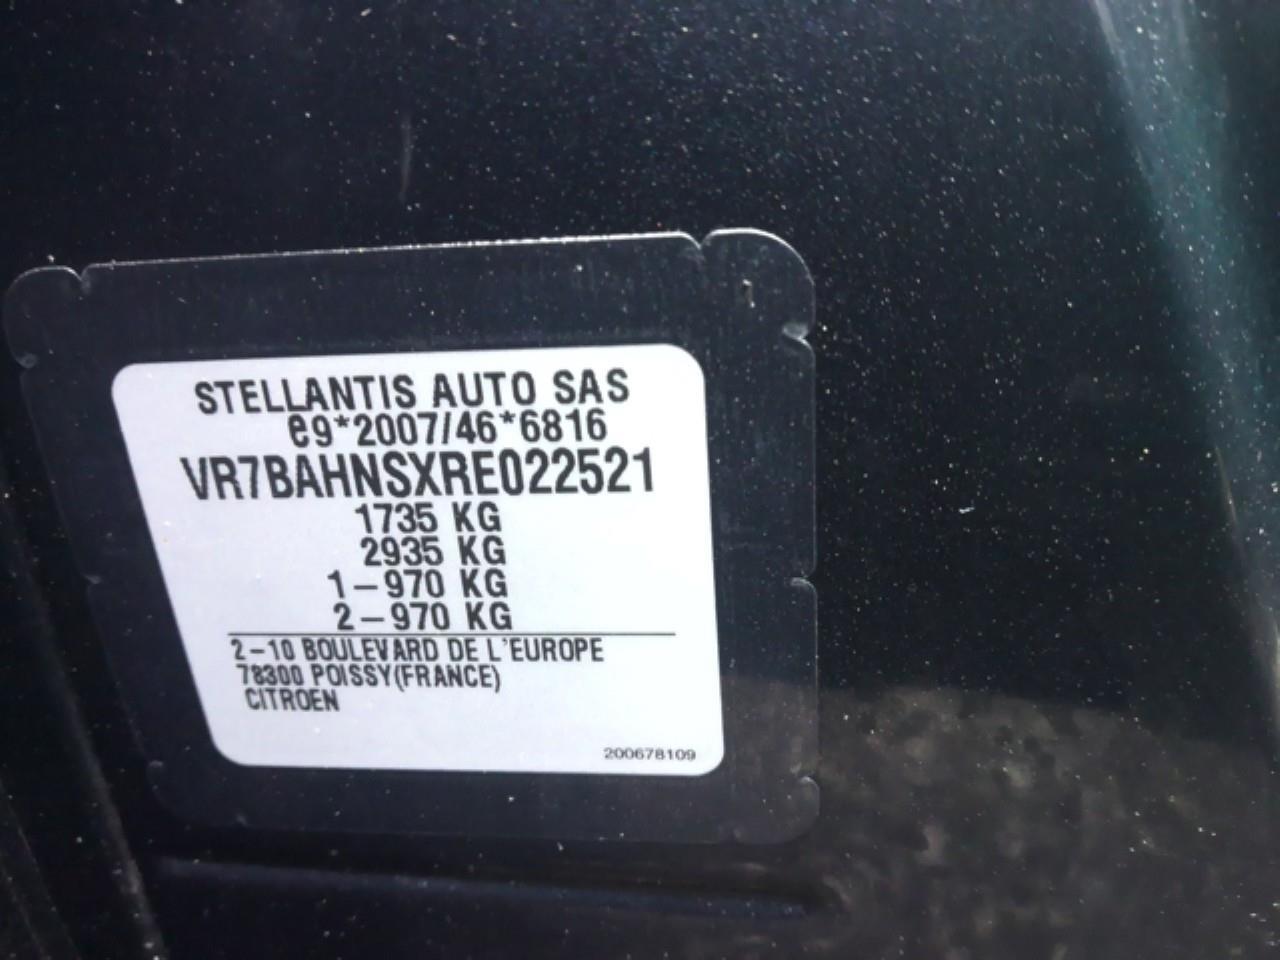 STELLANTIS AUTO SAS
e9*2007/46*6816
VR7BAHNSXRE022521
1735 KG
2935 KG
1-970 KG
2-970 KG
2-10 BOULEVARD DE L'EUROPE
78300 POISSY(FRANCE)
CITROEN
200678109